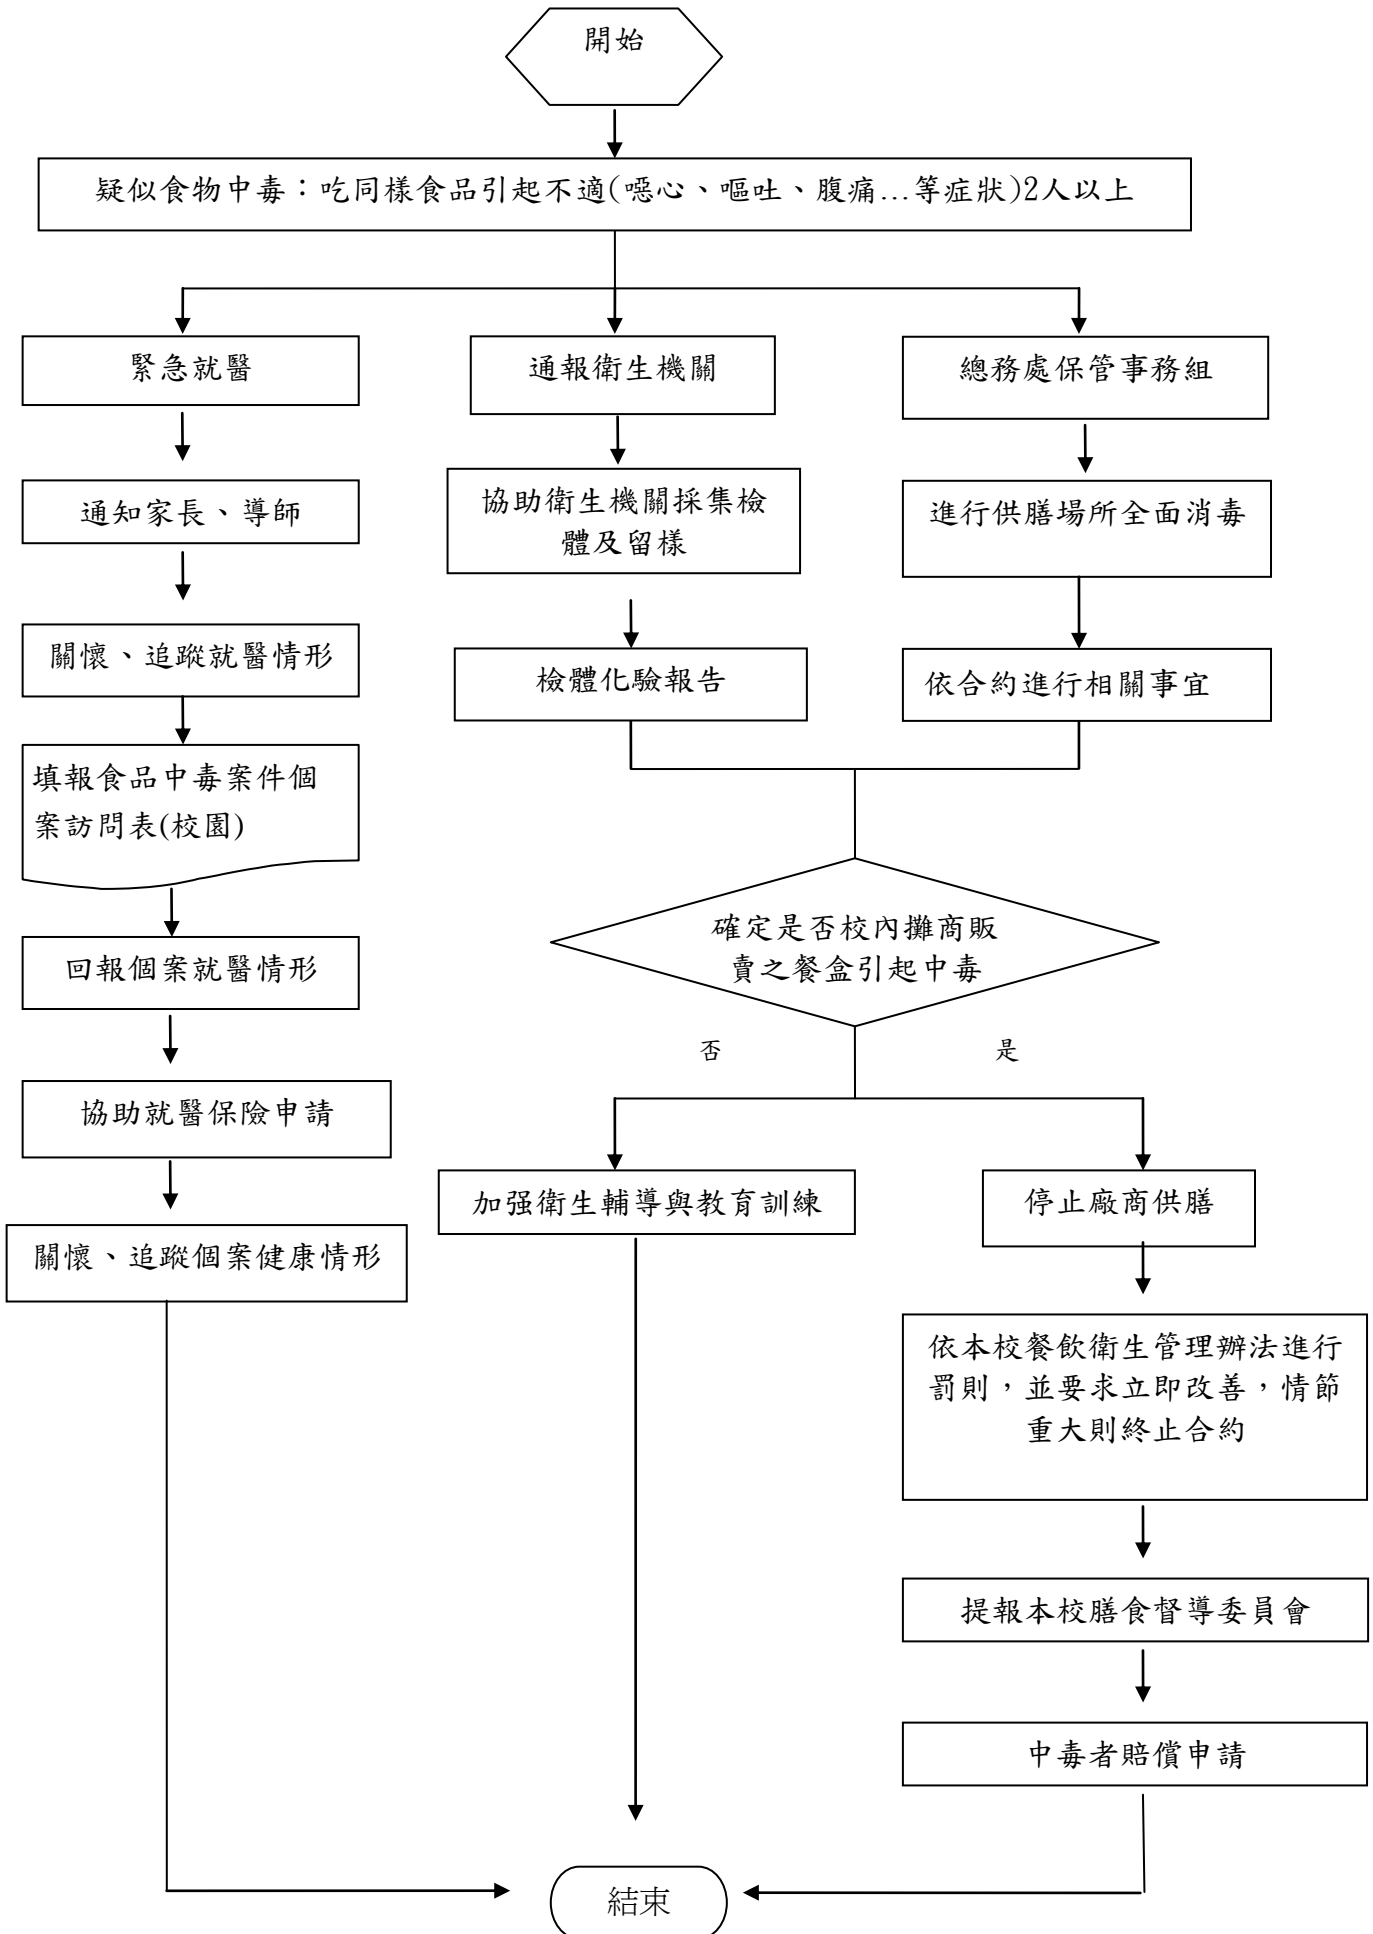 開始
疑似食物中毒：吃同樣食品引起不適(噁心、嘔吐、腹痛…等症狀)2人以上
緊急就醫
通知家長、導師
關懷、追蹤就醫情形
填報食品中毒案件個
案訪問表(校園)
回報個案就醫情形
協助就醫保險申請
關懷、追蹤個案健康情形
通報衛生機關
協助衛生機關採集檢
體及留樣
檢體化驗報告
總務處保管事務組
進行供膳場所全面消毒
依合約進行相關事宜
確定是否校內攤商販
賣之餐盒引起中毒
否
是
加强衛生輔導與教育訓練
停止廠商供膳
依本校餐飲衛生管理辦法進行
罰則，並要求立即改善，情節
重大則終止合約
提報本校膳食督導委員會
中毒者賠償申請
結束